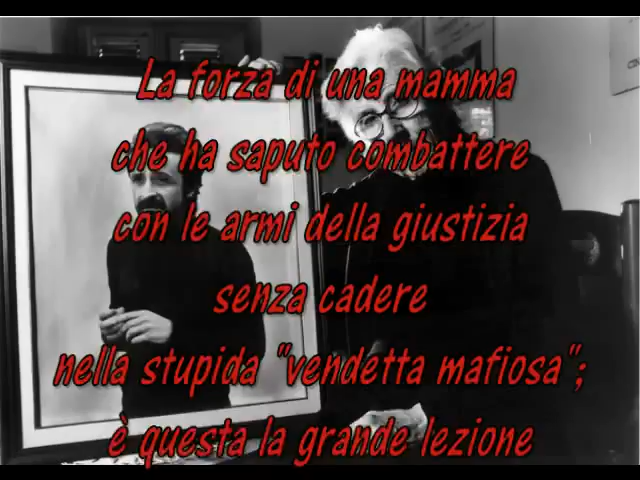 La forza di una mamma
che ha saputo combattere
con le armi della giustizia
senza cadere
nella stupida "vendetta mafiosa";
è questa la grande lezione